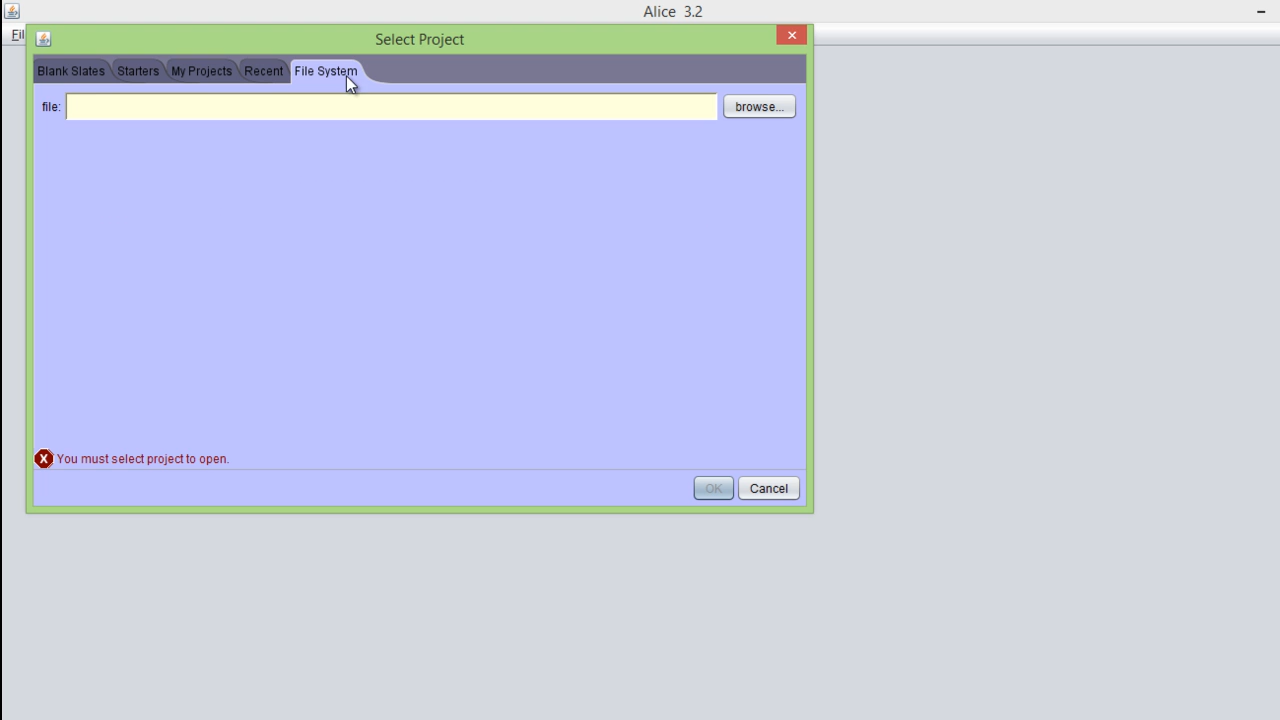 Alice 3.2
Fil
Select Project
Blank Slates Starters My Projects Recent File System
file: browse...
X You must select project to open.
OK Cancel